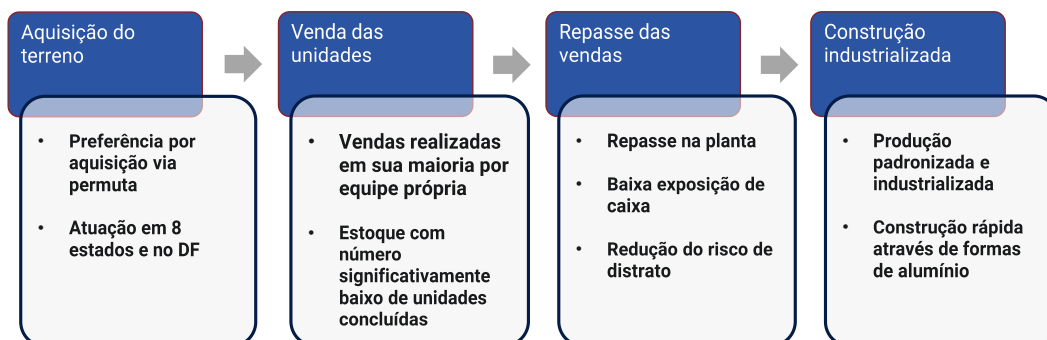 Aquisição do
terreno
Venda das
unidades
Repasse das
vendas
Construção
industrializada
• Preferência por
aquisição via
permuta
• Atuação em 8
estados e no DF
• Vendas realizadas
em sua maioria por
equipe própria
• Estoque com
número
significativamente
baixo de unidades
concluídas
• Repasse na planta
• Baixa exposição de
caixa
• Redução do risco de
distrato
• Produção
padronizada e
industrializada
• Construção rápida
através de formas
de alumínio